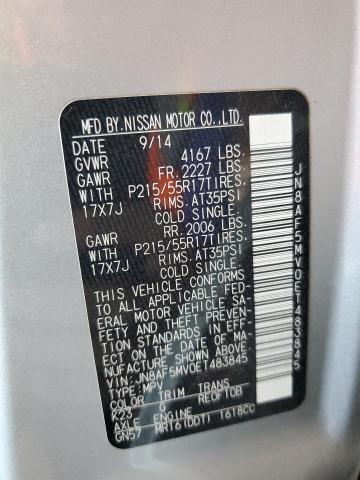 MFD BY.NISSAN MOTOR CO.,LTD.
DATE 9/14
GVWR 4167 LBS.
GAWR FR.2227 LBS.
WITH P215/55R17TIRES.
17X7J RIMS.AT35PSI
COLD SINGLE.
GAWR RR.2006 LBS.
WITH P215/55R17TIRES.
17X7J RIMS.AT35PSI
COLD SINGLE.
THIS VEHICLE CONFORMS
TO ALL APPLICABLE FED-
ERAL MOTOR VEHICLE SA-
FETY AND THEFT PREVEN-
TION STANDARDS IN EFF-
ECT ON THE DATE OF MA-
NUFACTURE SHOWN ABOVE.
VIN:JN8AF5MV0ET483845
TYPE:MPV
COLOR TRIM TRANS
K23 G RE0F10B
AXLE ENGINE
GN57 MR16(DDT) 1618CC
JN8AF5MV0ET483845